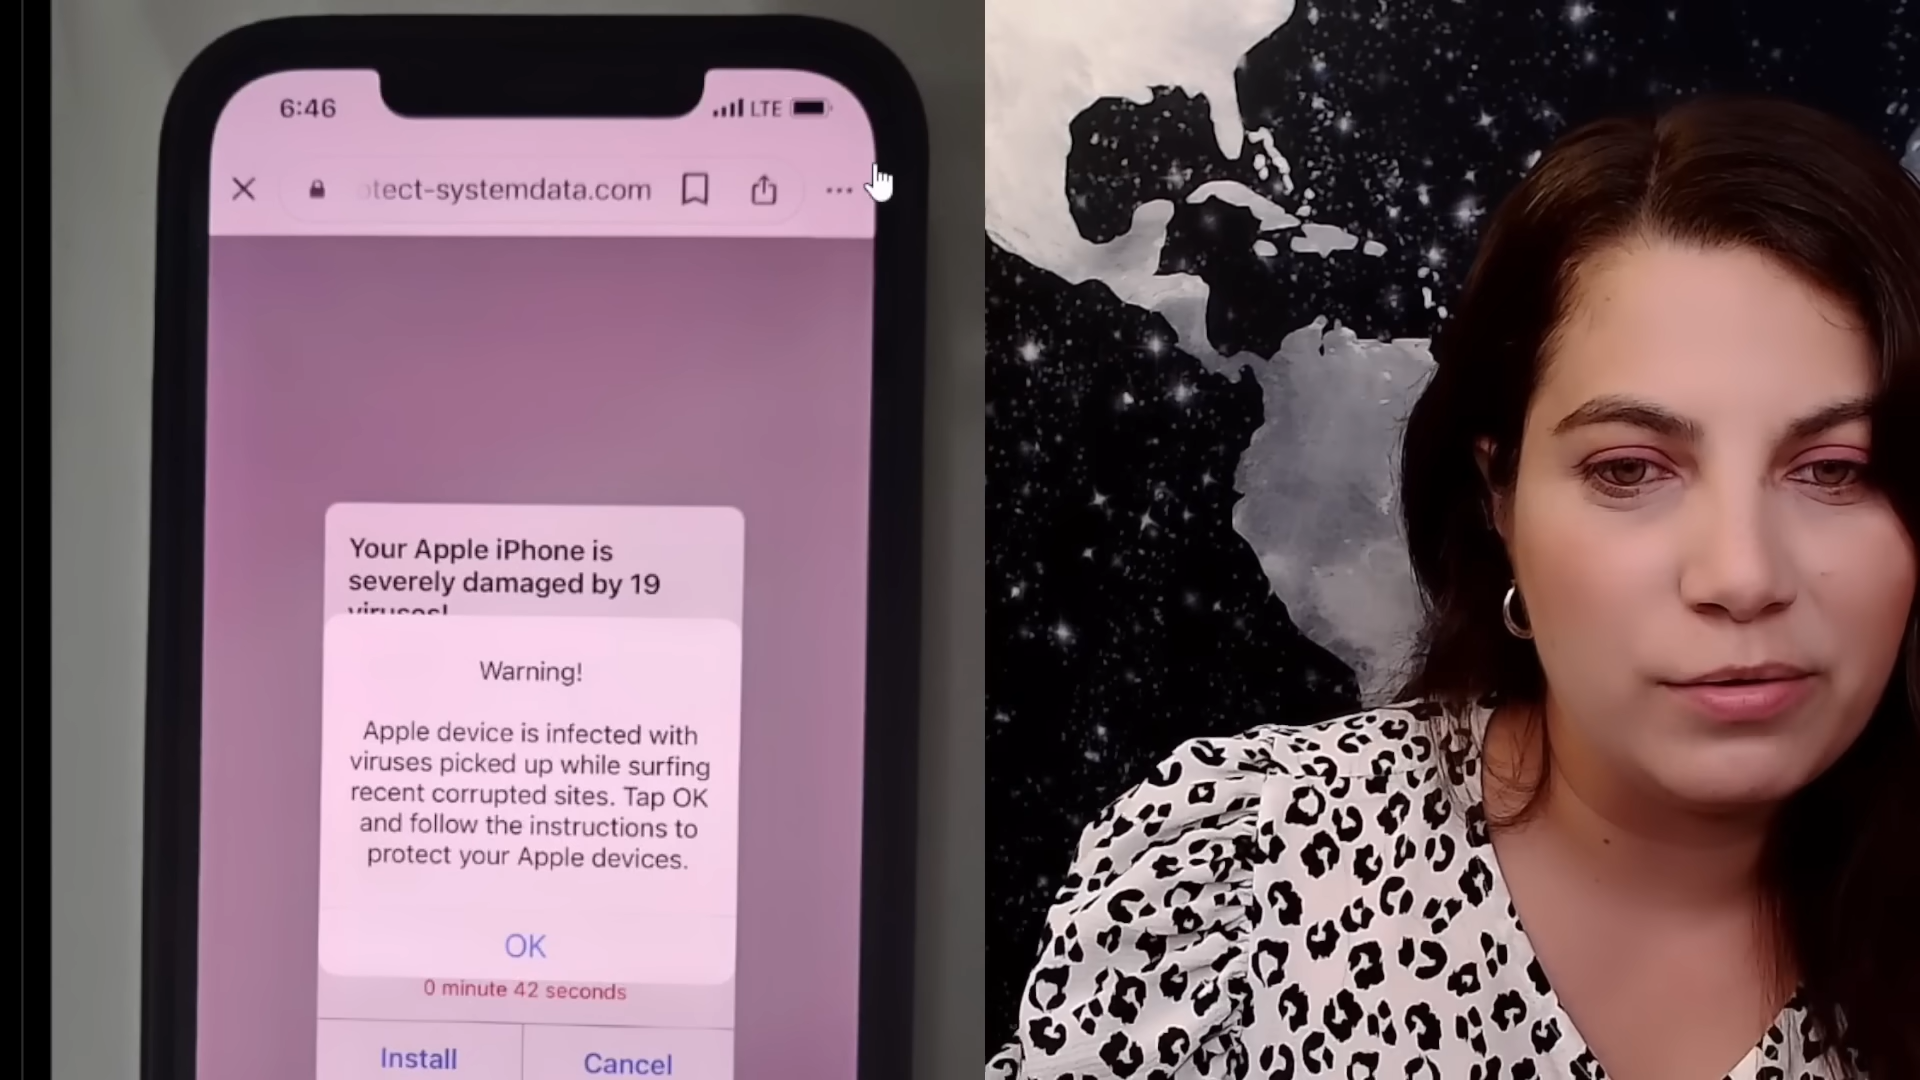 6:46
LTE
tect-systemdata.com
Your Apple iPhone is
severely damaged by 19
viruses!
Warning!
Apple device is infected with
viruses picked up while surfing
recent corrupted sites. Tap OK
and follow the instructions to
protect your Apple devices.
OK
0 minute 42 seconds
Install
Cancel